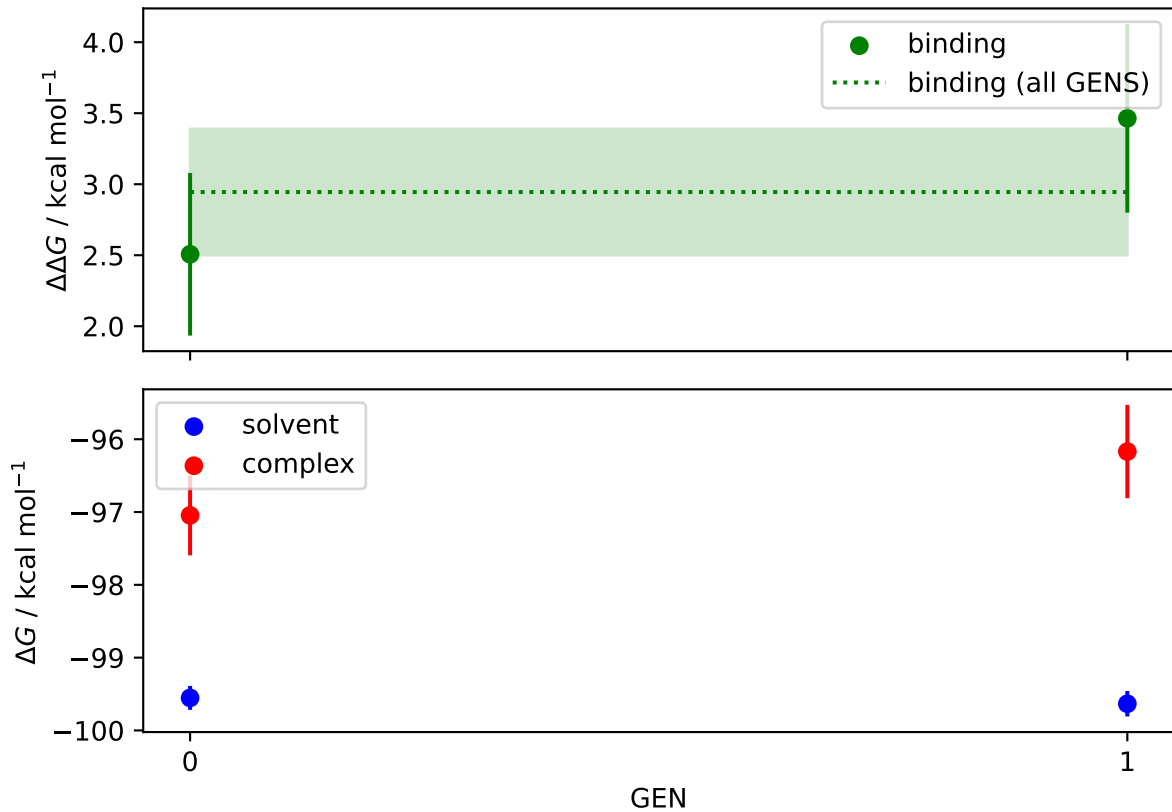 4.0
3.5
3.0
2.5
2.0
ΔΔG / kcal mol⁻¹
binding
binding (all GENS)
−96
−97
−98
−99
−100
ΔG / kcal mol⁻¹
solvent
complex
0
1
GEN